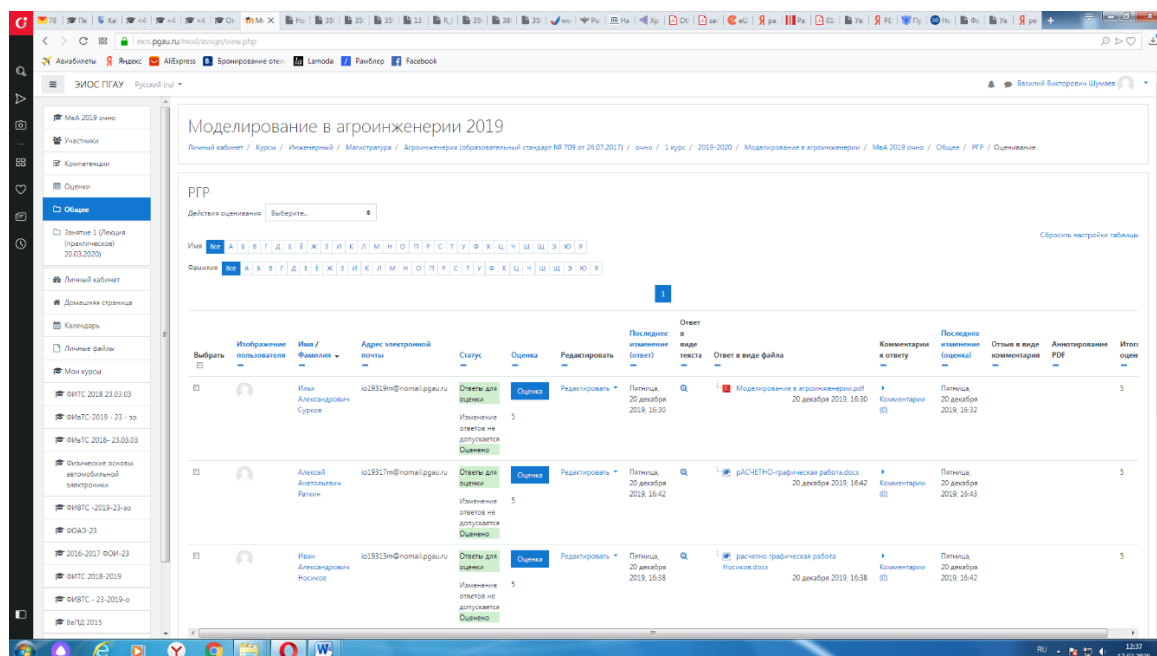 eios.pgau.ru/mod/assign/view.php
Авиабилеты Яндекс AliExpress Бронирование отел Lamoda Рамблер Facebook
ЭИОС ПГАУ Русский (ru)
Василий Викторович Шумаев
МвА 2019 очно
Участники
Компетенции
Оценки
Общее
Занятие 1 (Лекция
(практическое)
20.03.2020)
Личный кабинет
Домашняя страница
Календарь
Личные файлы
Мои курсы
ФИТС 2018 23.03.03
ФИвТС-2019 - 23 - зо
ФИвТС 2018- 23.03.03
Физические основы
автомобильной
электроники
ФИВТС -2019-23-зо
ФОАЭ-23
2016-2017 ФОИ-23
ФИТС 2018-2019
ФИВТС - 23-2019-о
ВвПД 2015
Моделирование в агроинженерии 2019
Личный кабинет / Курсы / Инженерный / Магистратура / Агроинженерия (образовательный стандарт № 709 от 26.07.2017) / очно / 1 курс / 2019-2020 / Моделирование в агроинженерии / МвА 2019 очно / Общее / РГР / Оценивание
РГР
Действия оценивания Выберите...
Сбросить настройки таблицы
Имя Все А Б В Г Д Е Ё Ж З И К Л М Н О П Р С Т У Ф Х Ц Ч Ш Щ Э Ю Я
Фамилия Все А Б В Г Д Е Ё Ж З И К Л М Н О П Р С Т У Ф Х Ц Ч Ш Щ Э Ю Я
1
Выбрать Изображение пользователя Имя / Фамилия Адрес электронной почты Статус Оценка Редактировать Последнее изменение (ответ) Ответ в виде текста Ответ в виде файла Комментарии к ответу Последнее изменение (оценка) Отзыв в виде комментария Аннотирование PDF
Илья Александрович Сурков io19319m@nomail.pgau.ru Ответы для оценки Изменение ответов не допускается Оценено Оценка 5 Редактировать Пятница, 20 декабря 2019, 16:30 Моделирование в агроинженерии.pdf 20 декабря 2019, 16:30 Комментарии (0) Пятница, 20 декабря 2019, 16:32 5
Алексей Анатольевич Рапкин io19317m@nomail.pgau.ru Ответы для оценки Изменение ответов не допускается Оценено Оценка 5 Редактировать Пятница, 20 декабря 2019, 16:42 рАСЧЕТНО-графическая работа.docx 20 декабря 2019, 16:42 Комментарии (0) Пятница, 20 декабря 2019, 16:43 5
Иван Александрович Носиков io19313m@nomail.pgau.ru Ответы для оценки Изменение ответов не допускается Оценено Оценка 5 Редактировать Пятница, 20 декабря 2019, 16:38 расчетно графическая работа Носиков.docx 20 декабря 2019, 16:38 Комментарии (0) Пятница, 20 декабря 2019, 16:42 5
RU 12:37